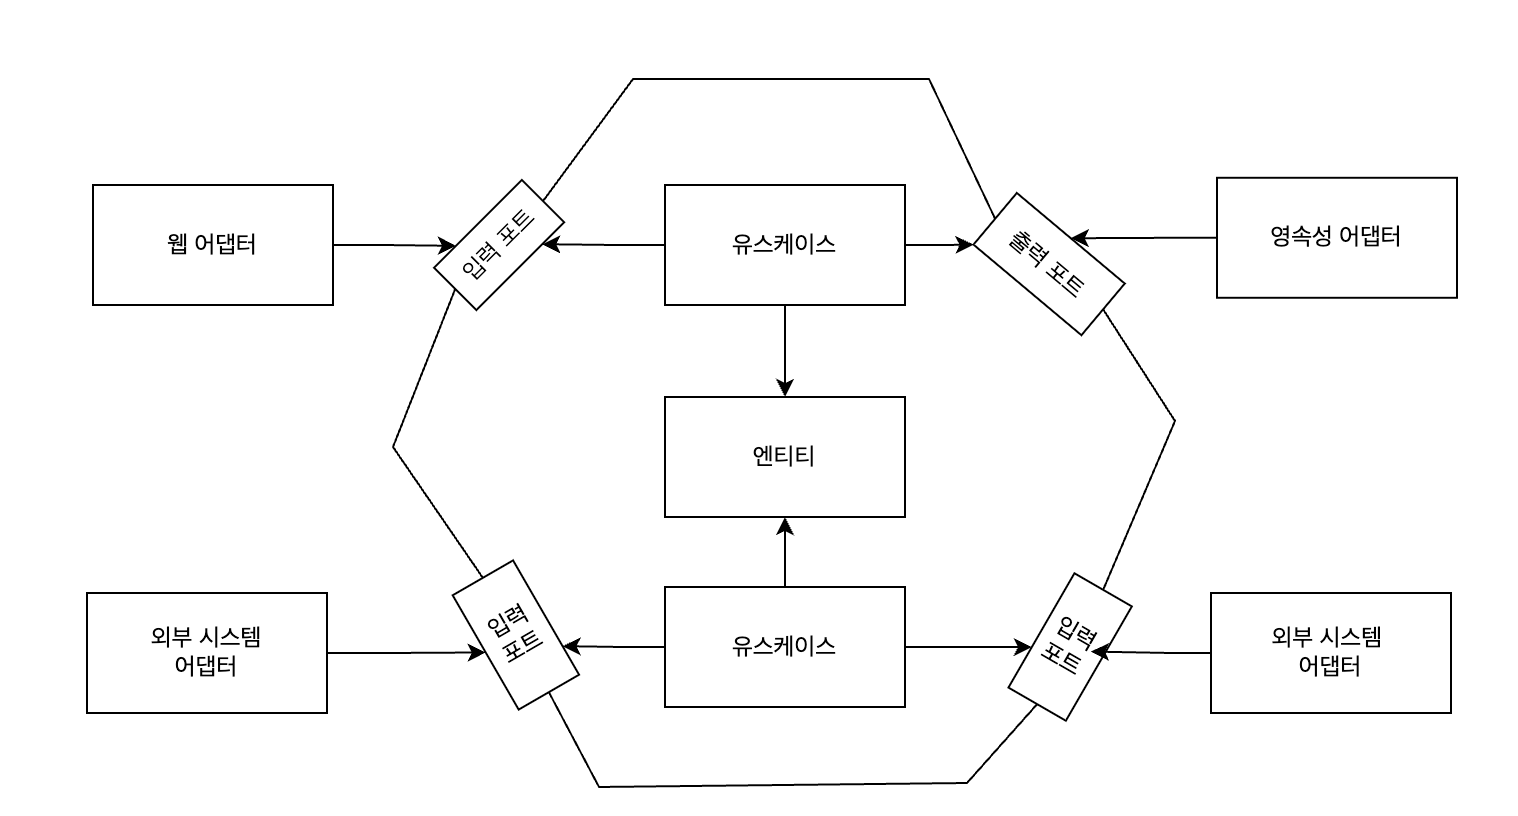 웹 어댑터
입력 포트
유스케이스
출력 포트
영속성 어댑터
엔티티
외부 시스템
어댑터
입력
포트
유스케이스
입력
포트
외부 시스템
어댑터